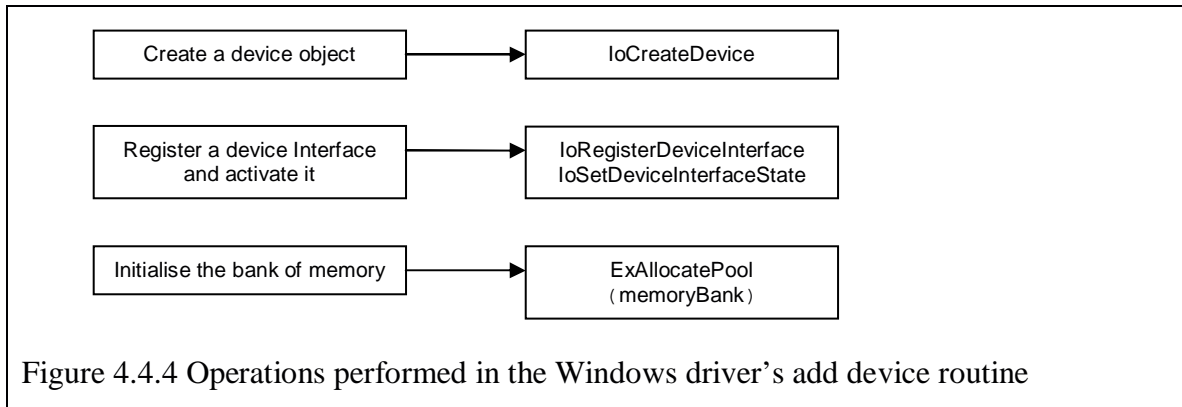 Create a device object
IoCreateDevice
Register a device Interface
and activate it
IoRegisterDeviceInterface
IoSetDeviceInterfaceState
Initialise the bank of memory
ExAllocatePool
(memoryBank)
Figure 4.4.4 Operations performed in the Windows driver’s add device routine